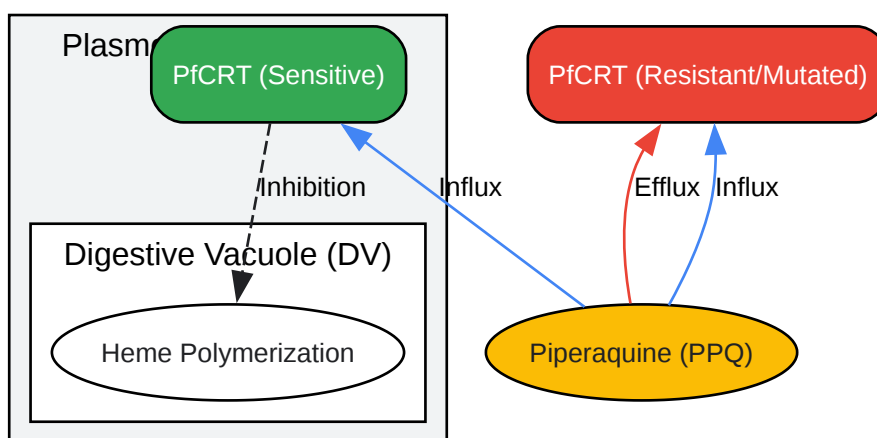 Plasm
PfCRT (Sensitive)
PfCRT (Resistant/Mutated)
Inhibition
Influx
Efflux
Influx
Digestive Vacuole (DV)
Heme Polymerization
Piperaquine (PPQ)